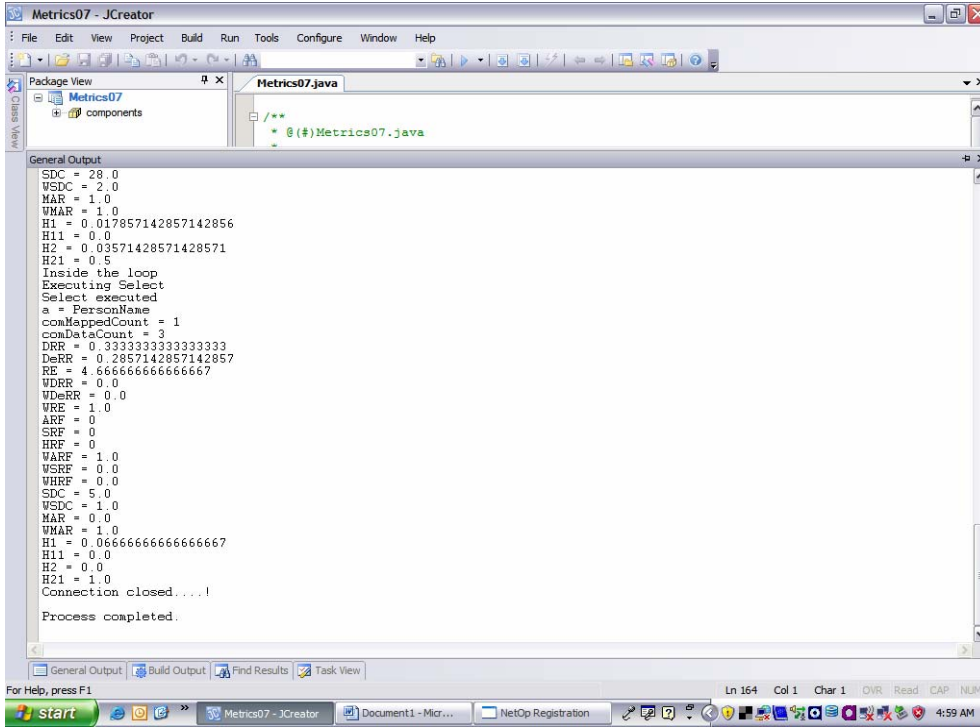 Metrics07 - JCreator
File Edit View Project Build Run Tools Configure Window Help
Package View
Metrics07.java
Class View
Metrics07
components
/**
* @(#)Metrics07.java
*
General Output
SDC = 28.0
WSDC = 2.0
MAR = 1.0
WMAR = 1.0
H1 = 0.017857142857142856
H11 = 0.0
H2 = 0.03571428571428571
H21 = 0.5
Inside the loop
Executing Select
Select executed
a = PersonName
comMappedCount = 1
comDataCount = 3
DRR = 0.3333333333333333
DeRR = 0.2857142857142857
RE = 4.666666666666667
WDRR = 0.0
WDeRR = 0.0
WRE = 1.0
ARF = 0
SRF = 0
HRF = 0
WARF = 1.0
WSRF = 0.0
WHRF = 0.0
SDC = 5.0
WSDC = 1.0
MAR = 0.0
WMAR = 1.0
H1 = 0.06666666666666667
H11 = 0.0
H2 = 0.0
H21 = 1.0
Connection closed....!
Process completed.
General Output Build Output Find Results Task View
For Help, press F1 Ln 164 Col 1 Char 1 OVR Read CAP NUM
start » Metrics07 - JCreator Document1 - Micr... NetOp Registration 4:59 AM